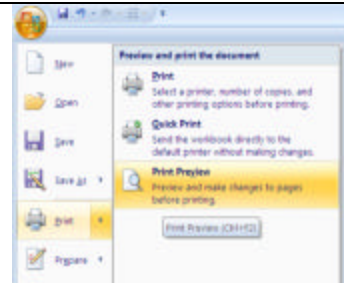 Preview and print the document
New
Print
Select a printer, number of copies, and
other printing options before printing.
Open
Quick Print
Send the workbook directly to the
default printer without making changes.
Save
Print Preview
Preview and make changes to pages
before printing.
Save As
Print
Print Preview (Ctrl+F2)
Prepare